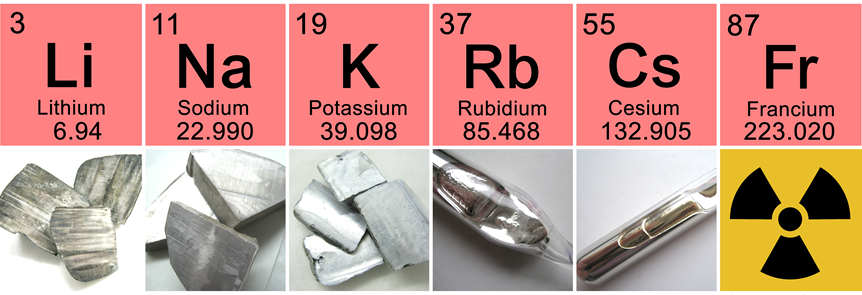 3
Li
Lithium
6.94
11
Na
Sodium
22.990
19
K
Potassium
39.098
37
Rb
Rubidium
85.468
55
Cs
Cesium
132.905
87
Fr
Francium
223.020